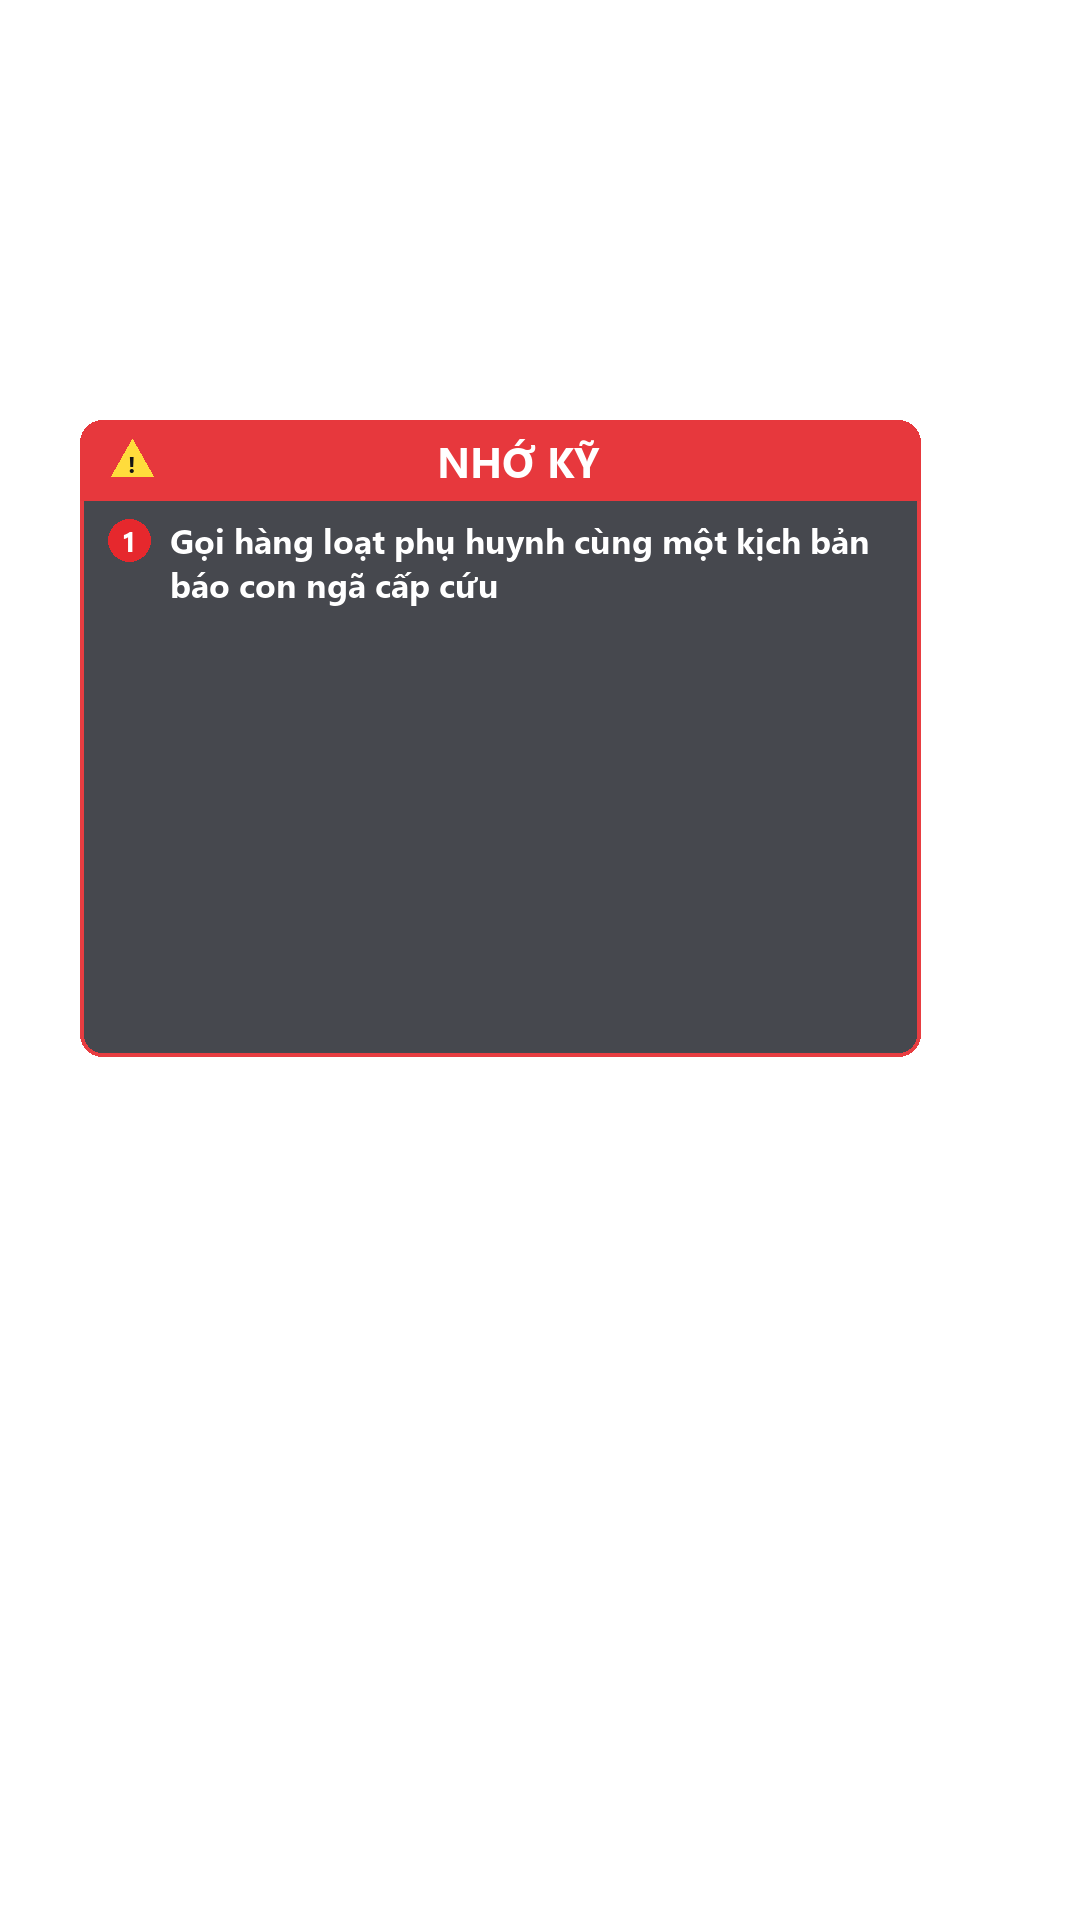 !
NHỚ KỸ
1 Gọi hàng loạt phụ huynh cùng một kịch bản
báo con ngã cấp cứu